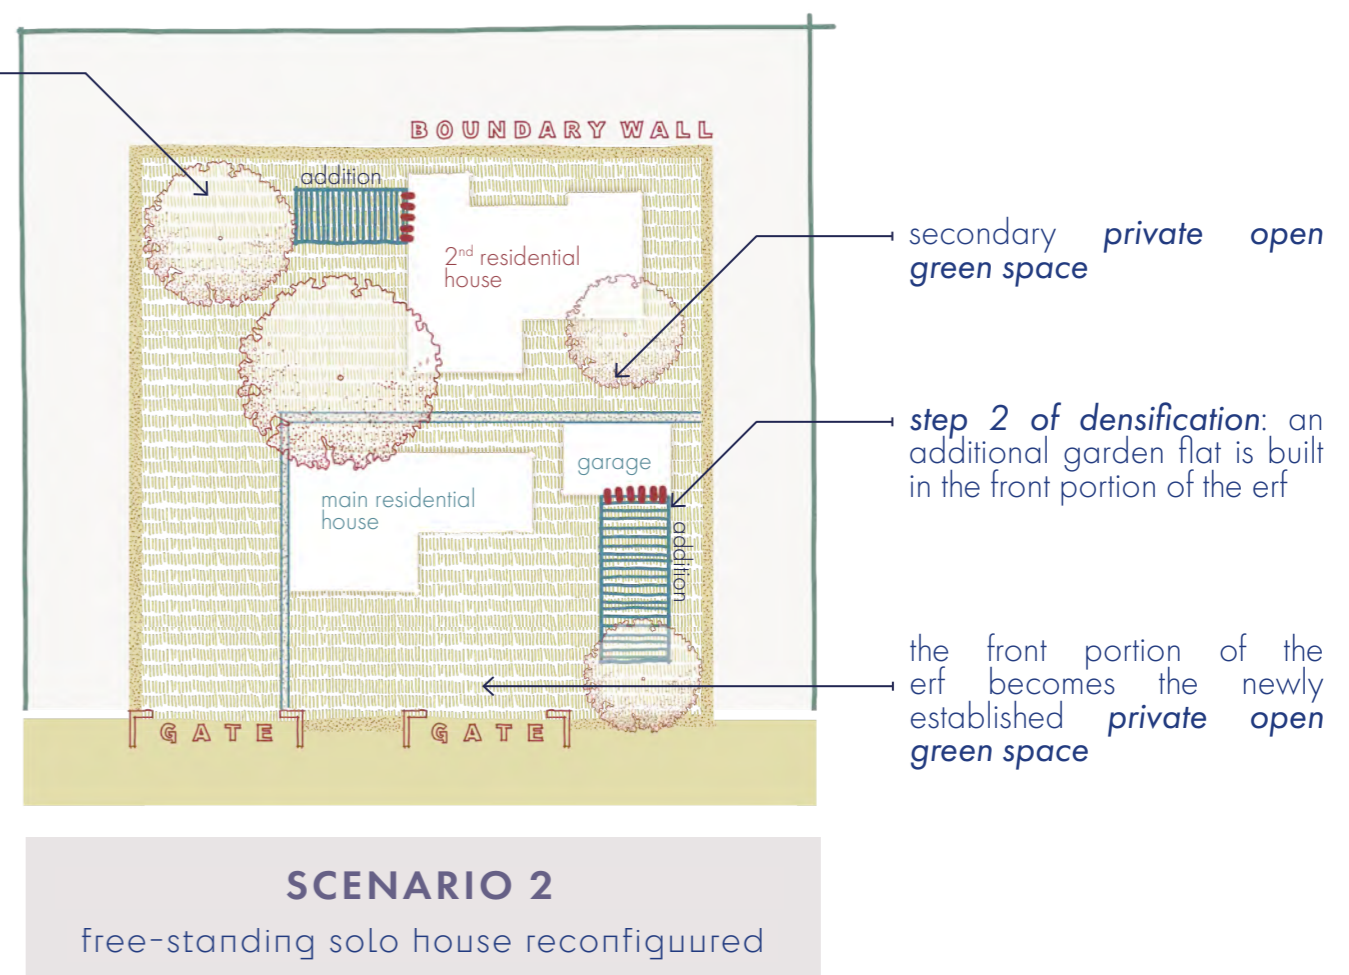 BOUNDARY WALL
addition
2nd residential
house
secondary private open
green space
step 2 of densification: an
additional garden flat is built
in the front portion of the erf
garage
main residential
house
addition
the front portion of the
erf becomes the newly
established private open
green space
GATE
GATE
SCENARIO 2
free-standing solo house reconfiguured